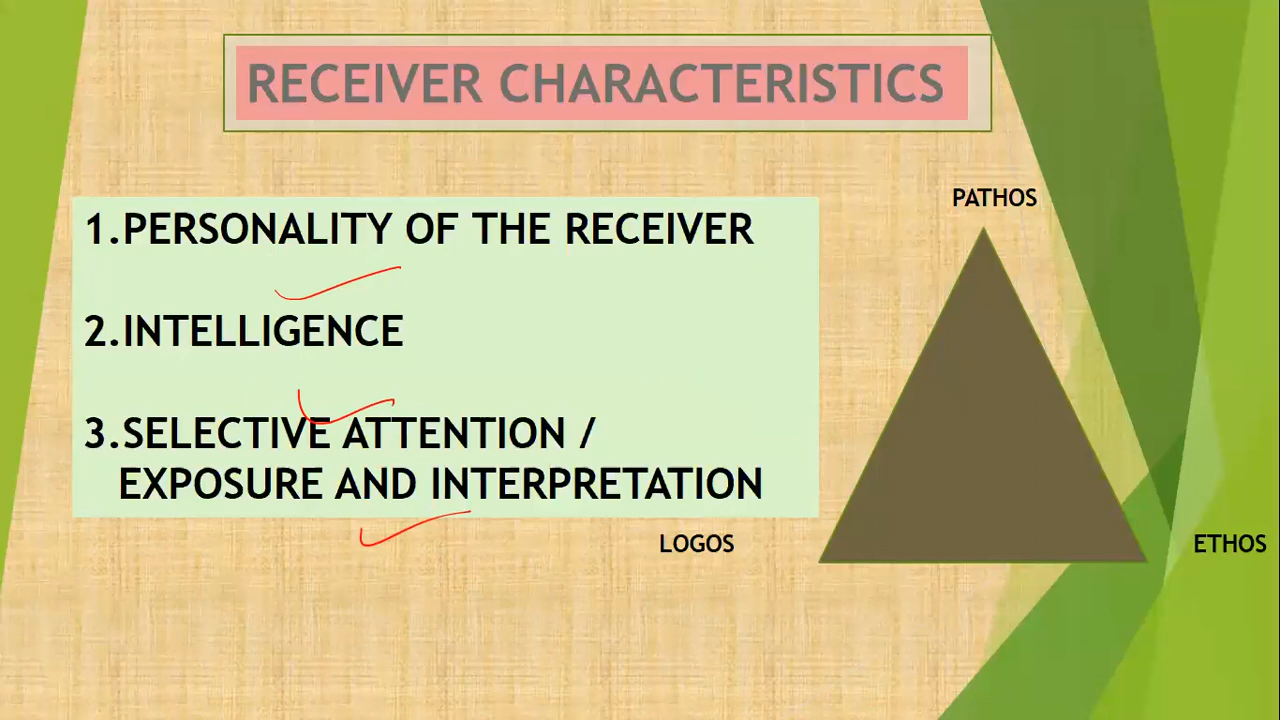 RECEIVER CHARACTERISTICS
1.PERSONALITY OF THE RECEIVER
2.INTELLIGENCE
3.SELECTIVE ATTENTION /
EXPOSURE AND INTERPRETATION
PATHOS
LOGOS
ETHOS